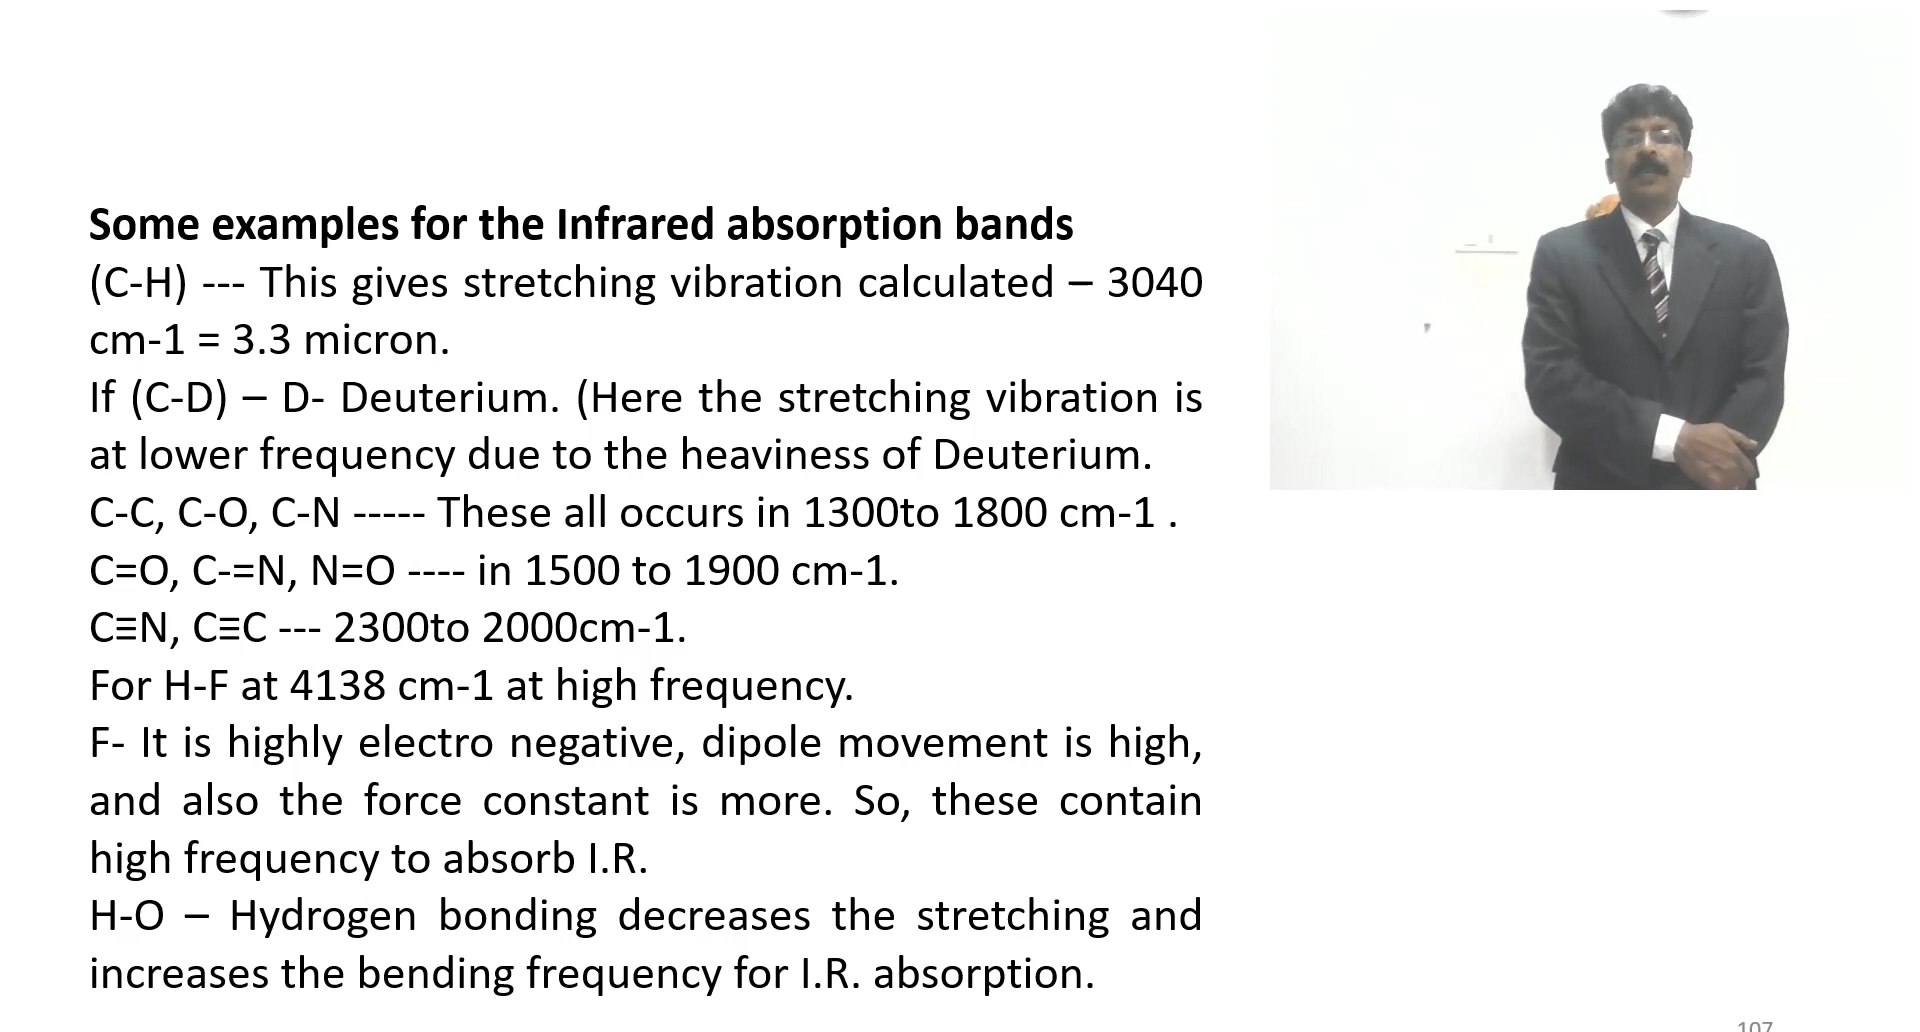 Some examples for the Infrared absorption bands
(C-H) --- This gives stretching vibration calculated – 3040
cm-1 = 3.3 micron.
If (C-D) – D- Deuterium. (Here the stretching vibration is
at lower frequency due to the heaviness of Deuterium.
C-C, C-O, C-N ----- These all occurs in 1300to 1800 cm-1 .
C=O, C-=N, N=O ---- in 1500 to 1900 cm-1.
C≡N, C≡C --- 2300to 2000cm-1.
For H-F at 4138 cm-1 at high frequency.
F- It is highly electro negative, dipole movement is high,
and also the force constant is more. So, these contain
high frequency to absorb I.R.
H-O – Hydrogen bonding decreases the stretching and
increases the bending frequency for I.R. absorption.
107